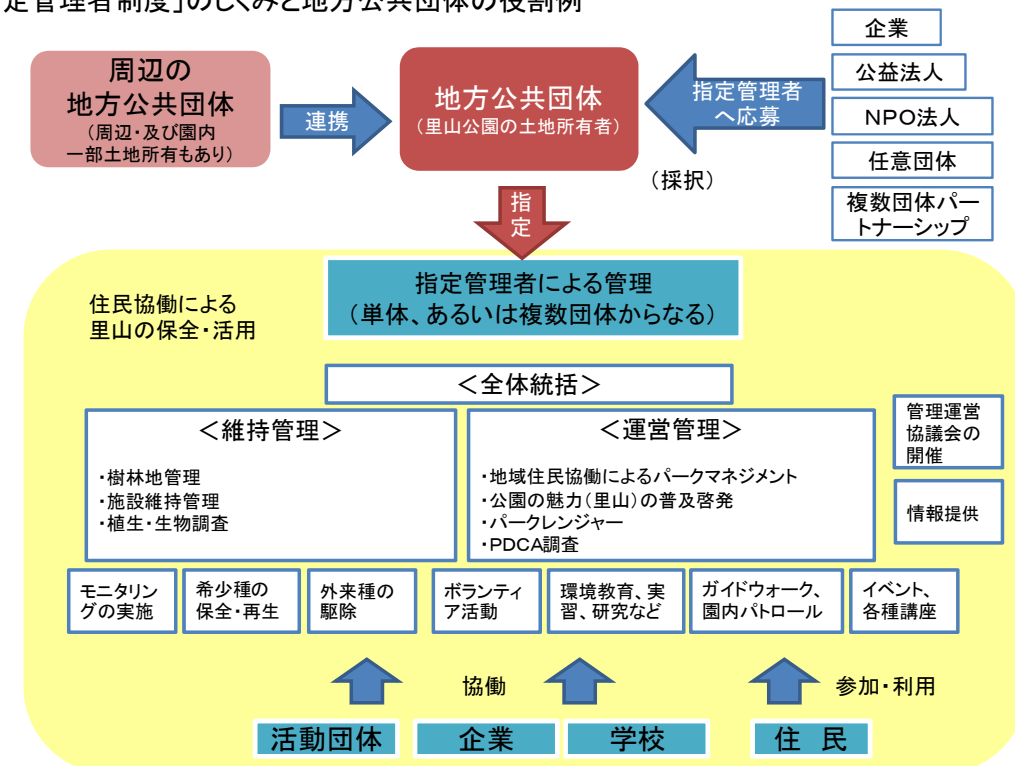 定管理者制度」のしくみと地方公共団体の役割例
周辺の
地方公共団体
（周辺・及び園内
一部土地所有もあり）
連携
地方公共団体
（里山公園の土地所有者）
指定管理者
へ応募
企業
公益法人
NPO法人
任意団体
複数団体パー
トナーシップ
（採択）
指
定
住民協働による
里山の保全・活用
指定管理者による管理
（単体、あるいは複数団体からなる）
＜全体統括＞
＜維持管理＞
・樹林地管理
・施設維持管理
・植生・生物調査
＜運営管理＞
・地域住民協働によるパークマネジメント
・公園の魅力（里山）の普及啓発
・パークレンジャー
・PDCA調査
管理運営
協議会の
開催
情報提供
モニタリン
グの実施
希少種の
保全・再生
外来種の
駆除
ボランティ
ア活動
環境教育、実
習、研究など
ガイドウォーク、
園内パトロール
イベント、
各種講座
協働
参加・利用
活動団体
企業
学校
住　民